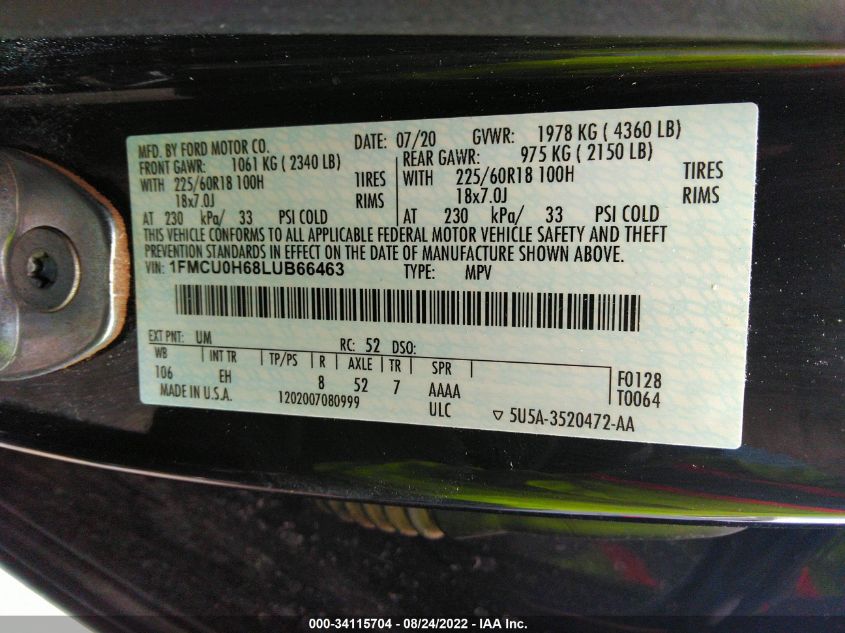 MFD. BY FORD MOTOR CO. DATE: 07/20 GVWR: 1978 KG ( 4360 LB)
FRONT GAWR: 1061 KG ( 2340 LB) REAR GAWR: 975 KG ( 2150 LB)
WITH 225/60R18 100H TIRES WITH 225/60R18 100H TIRES
18x7.0J RIMS 18x7.0J RIMS
AT 230 kPa/ 33 PSI COLD AT 230 kPa/ 33 PSI COLD
THIS VEHICLE CONFORMS TO ALL APPLICABLE FEDERAL MOTOR VEHICLE SAFETY AND THEFT
PREVENTION STANDARDS IN EFFECT ON THE DATE OF MANUFACTURE SHOWN ABOVE.
VIN: 1FMCU0H68LUB66463 TYPE: MPV
EXT PNT: UM RC: 52 DSO:
WB INT TR TP/PS R AXLE TR SPR
106 EH 8 52 7 AAAA F0128
MADE IN U.S.A. 1202007080999 ULC T0064
5U5A-3520472-AA
000-34115704 - 08/24/2022 - IAA Inc.